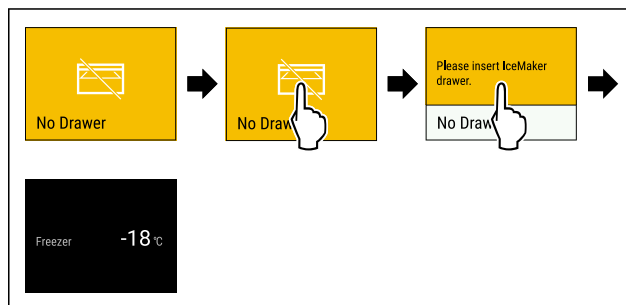 No Drawer
No Draw
Please insert IceMaker
drawer.
No Draw
Freezer -18 °C